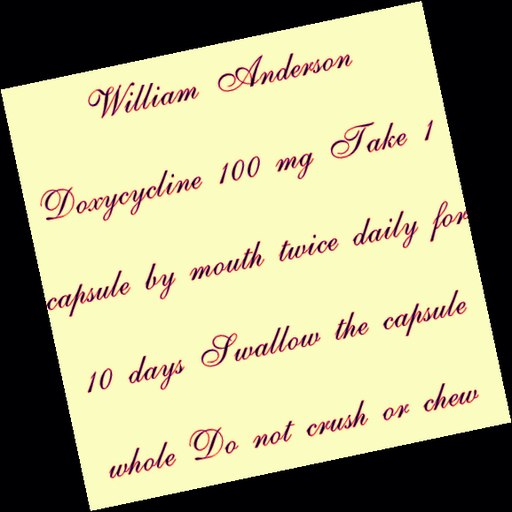 William Anderson
Doxycycline 100 mg Take 1
capsule by mouth twice daily for
10 days Swallow the capsule
whole Do not crush or chew